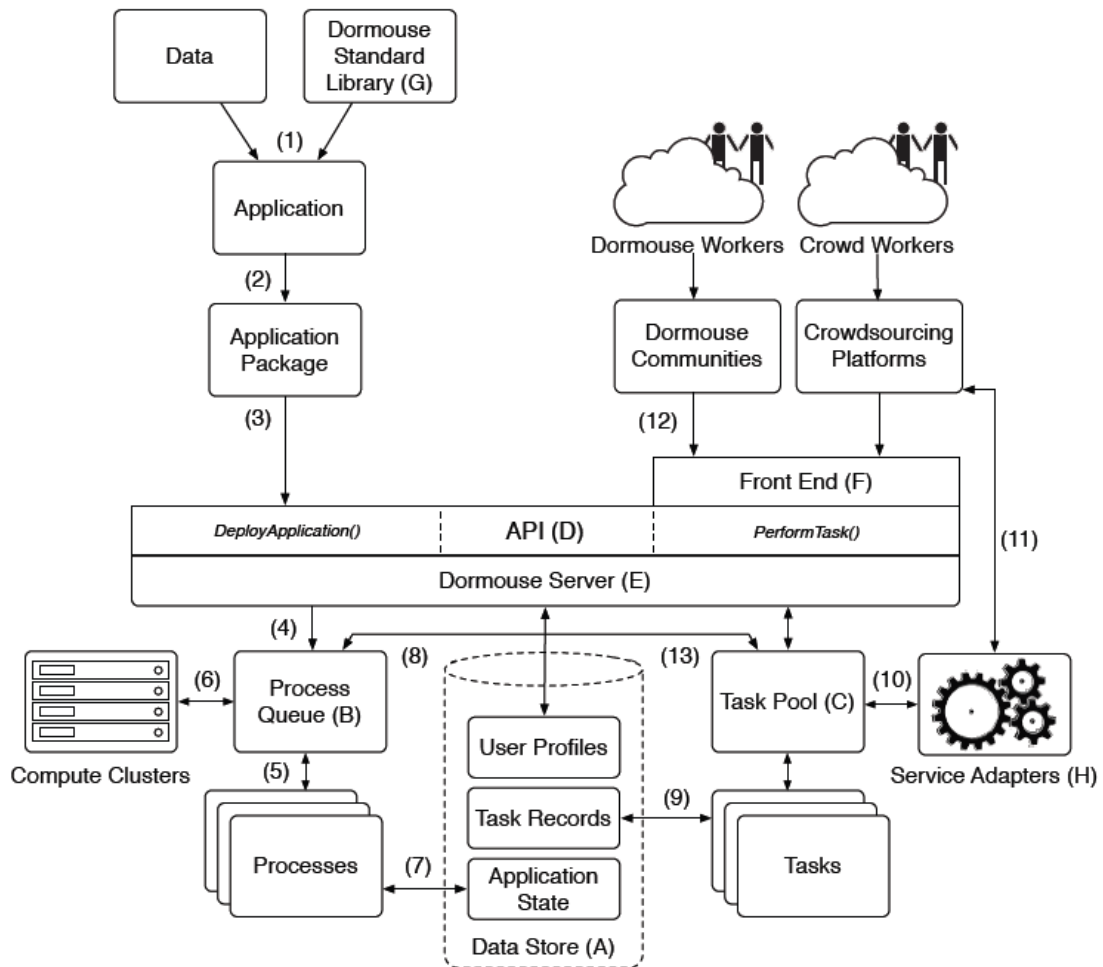 Data
Dormouse
Standard
Library (G)
(1)
Application
(2)
Application
Package
(3)
Dormouse Workers
Crowd Workers
Dormouse
Communities
Crowdsourcing
Platforms
(12)
(11)
Front End (F)
DeployApplication()
API (D)
PerformTask()
Dormouse Server (E)
(4)
(8)
(13)
(6)
Process
Queue (B)
Task Pool (C)
(10)
Compute Clusters
Service Adapters (H)
(5)
User Profiles
Task Records
(9)
Processes
(7)
Application
State
Tasks
Data Store (A)